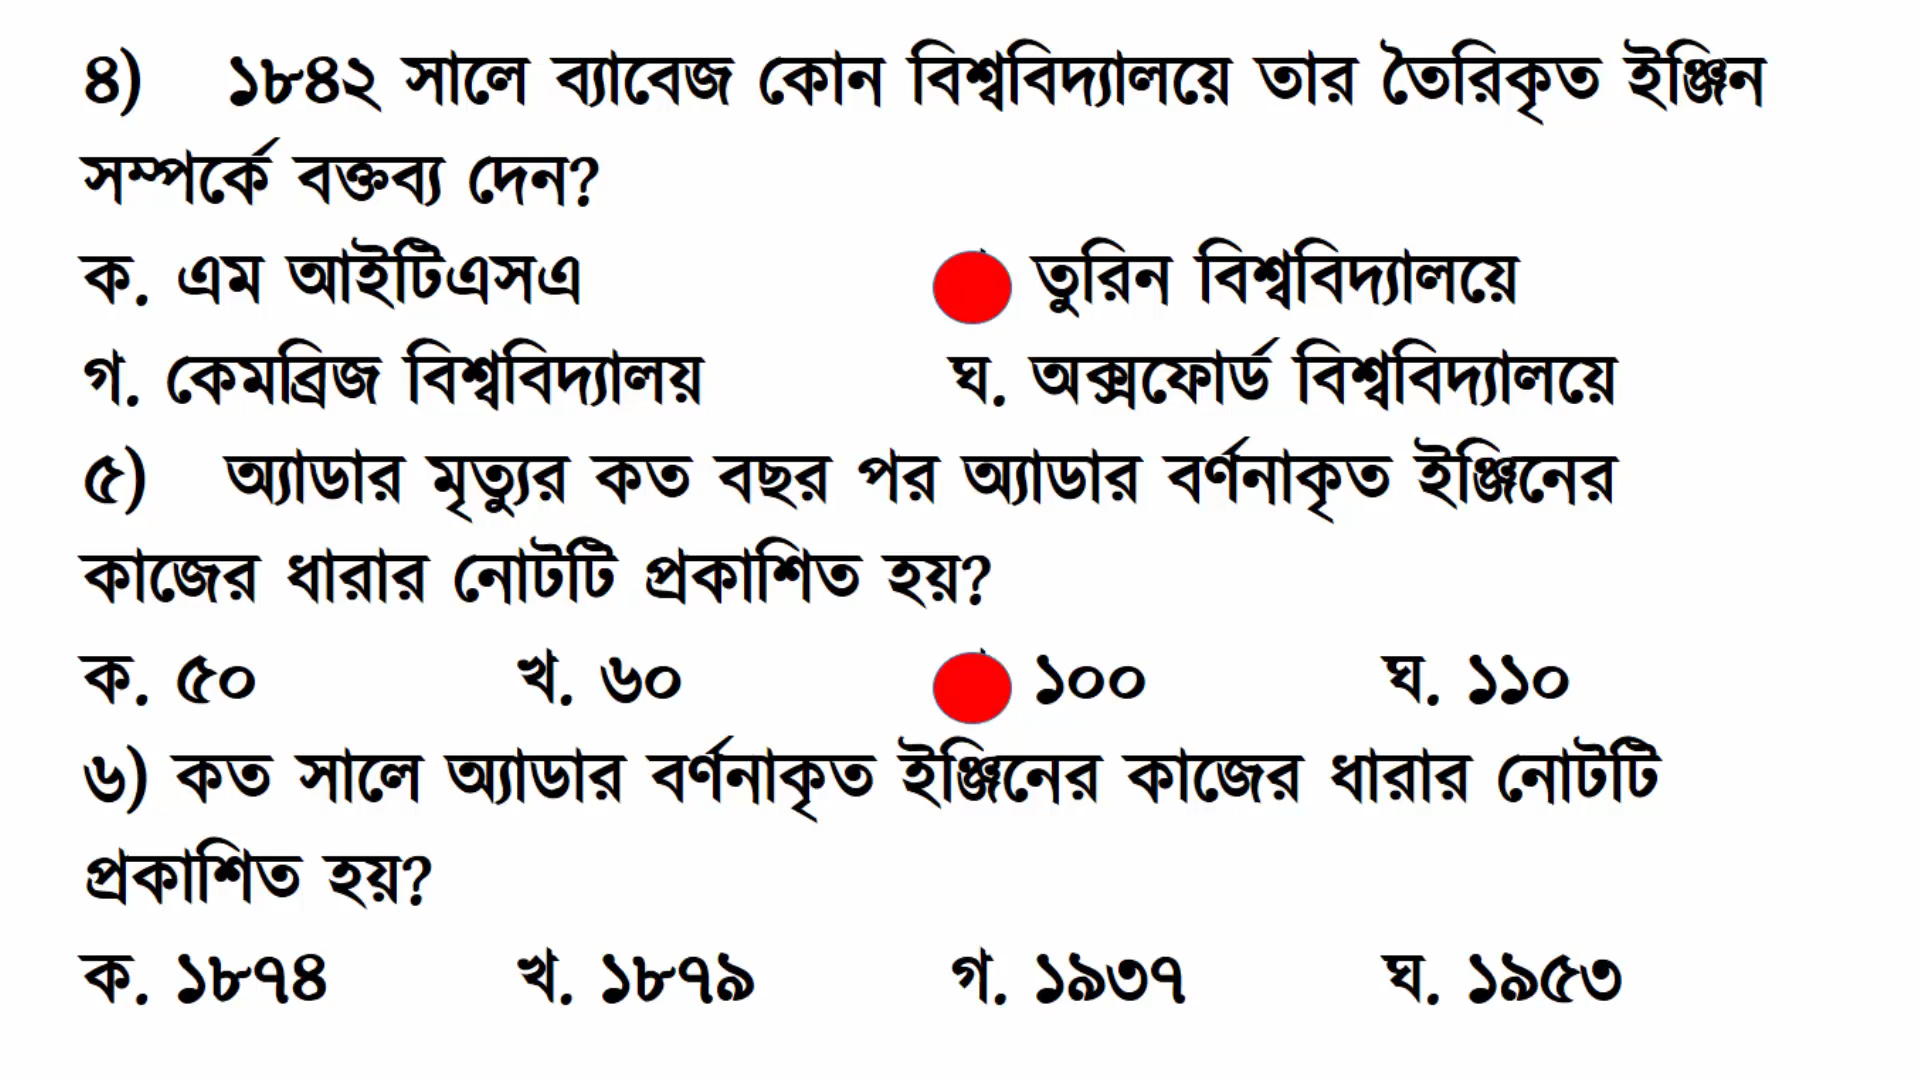 ৪) ১৮৪২ সালে ব্যাবেজ কোন বিশ্ববিদ্যালয়ে তার তৈরিকৃত ইঞ্জিন
সম্পর্কে বক্তব্য দেন?
ক. এম আইটিএসএ তুরিন বিশ্ববিদ্যালয়ে
গ. কেমব্রিজ বিশ্ববিদ্যালয় ঘ. অক্সফোর্ড বিশ্ববিদ্যালয়ে
৫) অ্যাডার মৃত্যুর কত বছর পর অ্যাডার বর্ণনাকৃত ইঞ্জিনের
কাজের ধারার নোটটি প্রকাশিত হয়?
ক. ৫০ খ. ৬০ ১০০ ঘ. ১১০
৬) কত সালে অ্যাডার বর্ণনাকৃত ইঞ্জিনের কাজের ধারার নোটটি
প্রকাশিত হয়?
ক. ১৮৭৪ খ. ১৮৭৯ গ. ১৯৩৭ ঘ. ১৯৫৩